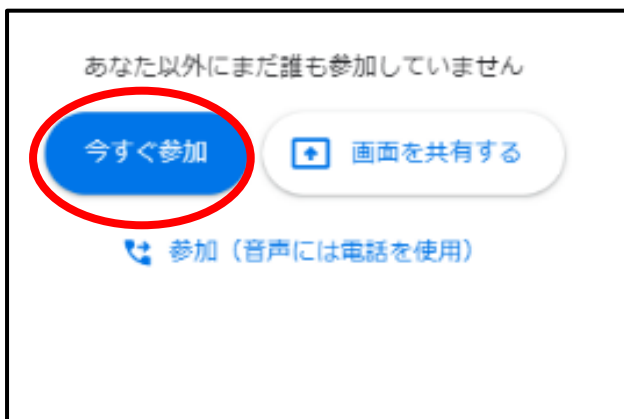 あなた以外にまだ誰も参加していません
今すぐ参加
画面を共有する
参加（音声には電話を使用）